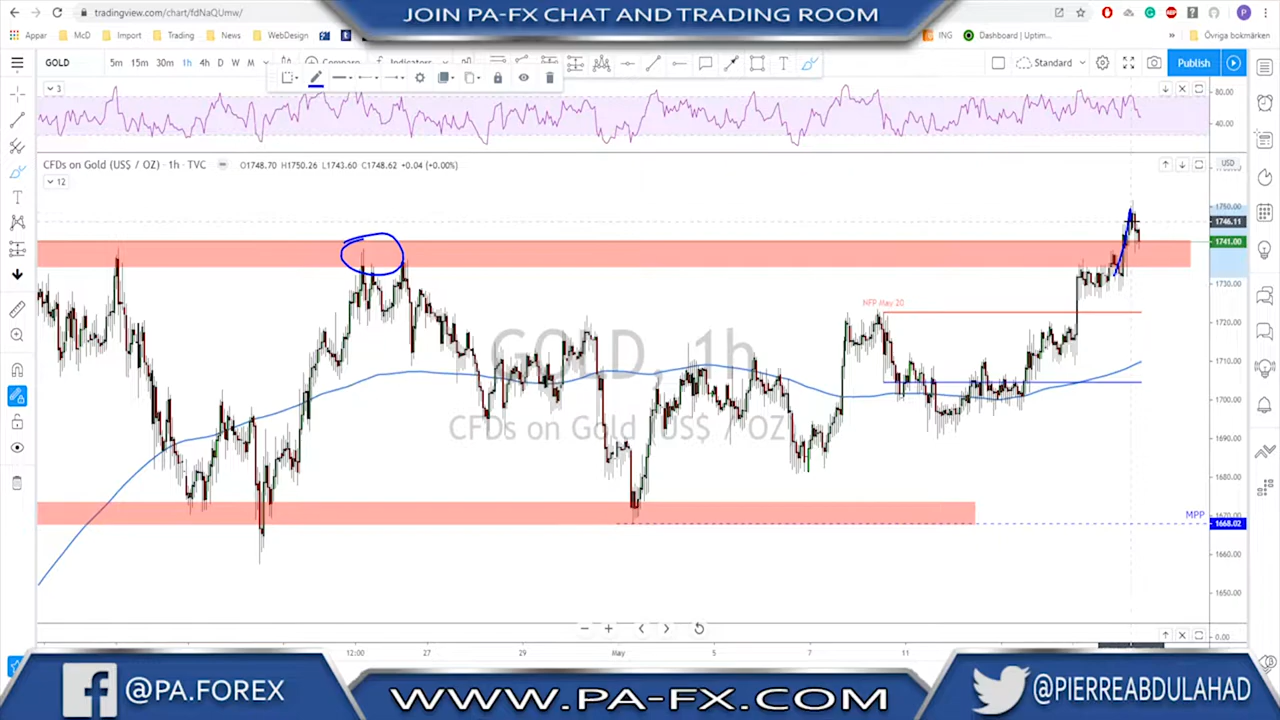 JOIN PA-FX CHAT AND TRADING ROOM
tradingview.com/chart/fdNaQUmw/
Appar McD Import Trading News WebDesign ING Dashboard | Uptim... Övriga bokmärken
GOLD 5m 15m 30m 1h 4h D W M Standard Publish
3
80.00
40.00
CFDs on Gold (US$ / OZ) · 1h · TVC O1748.70 H1750.26 L1743.60 C1748.62 +0.04 (+0.00%)
USD
12
1750.00
1746.11
1741.00
1730.00
NFP May 20
1720.00
GOLD, 1h
1710.00
1700.00
CFDs on Gold (US$ / OZ)
1690.00
1680.00
MPP
1668.02
1660.00
1650.00
0.00
12:00 27 29 May 5 7 11
@PA.FOREX
WWW.PA-FX.COM
@PIERREABDULAHAD